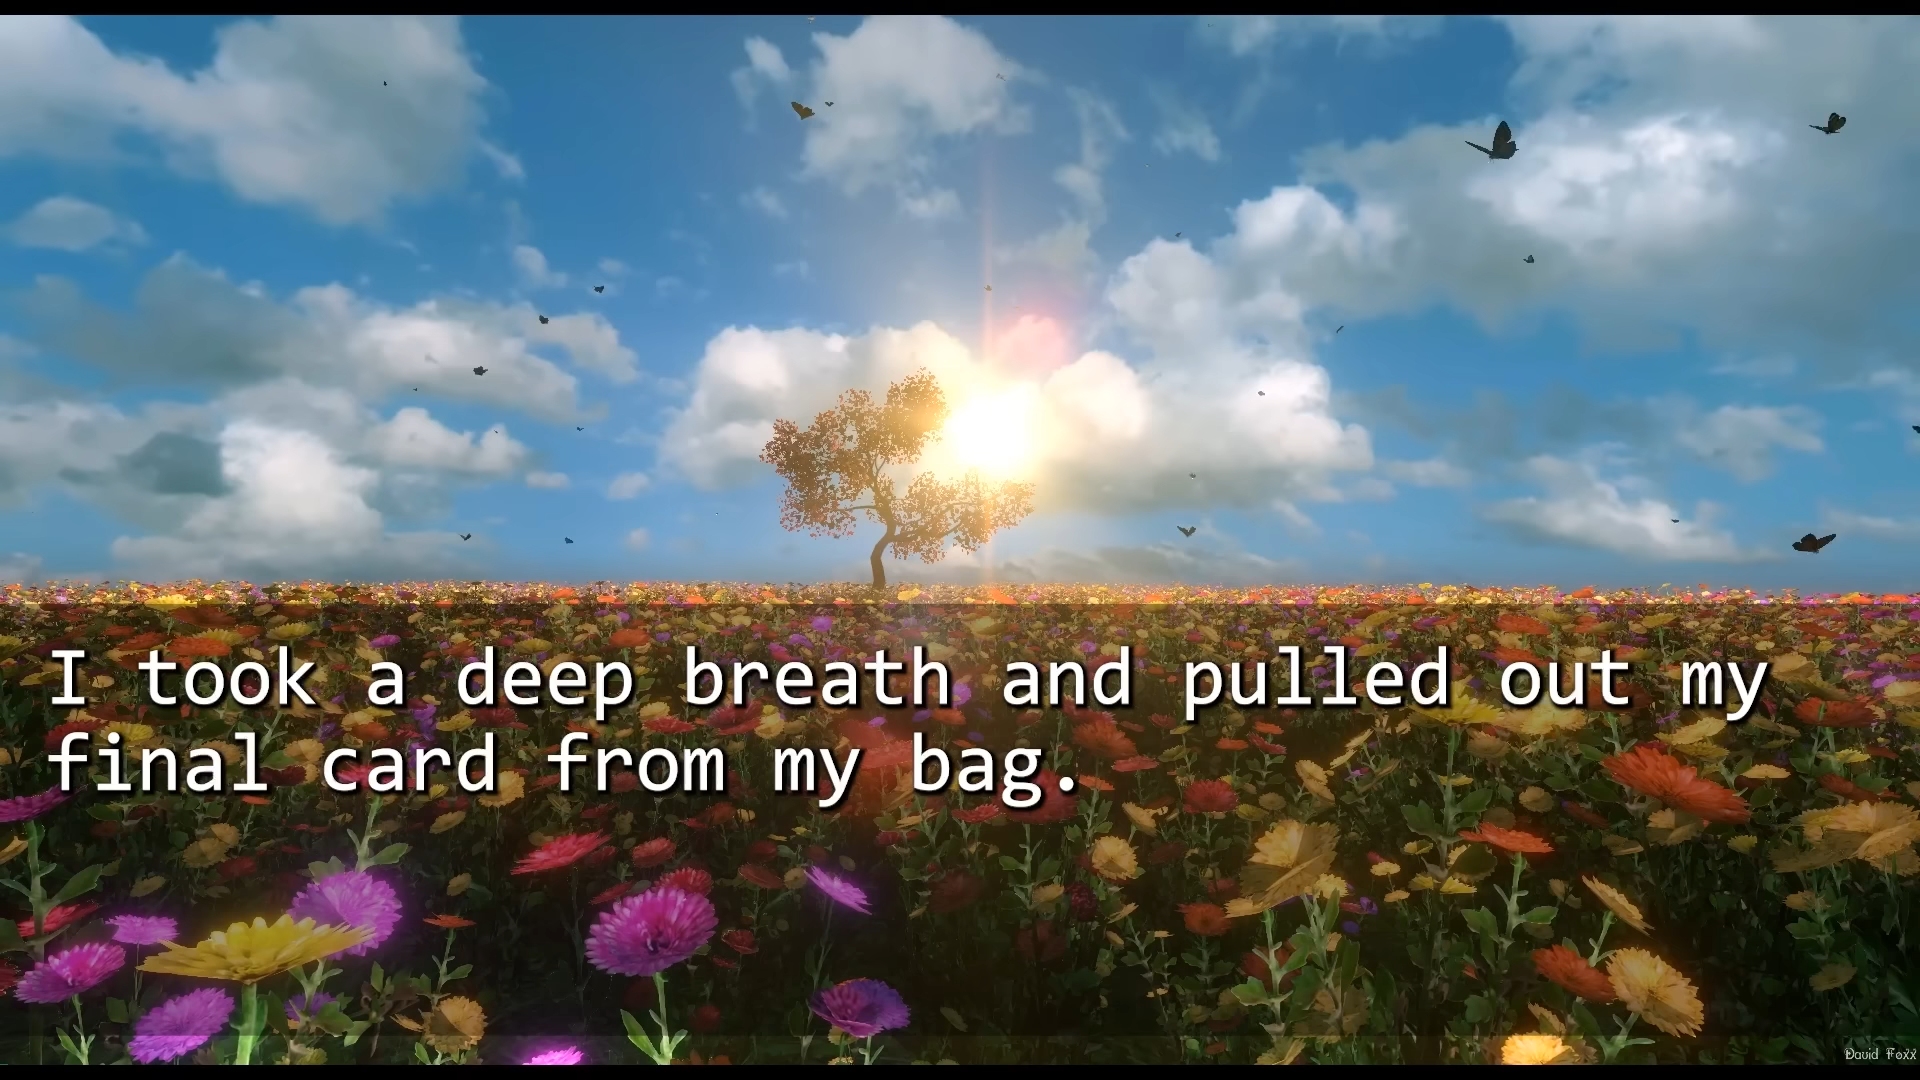 I took a deep breath and pulled out my
final card from my bag.
David Foxx